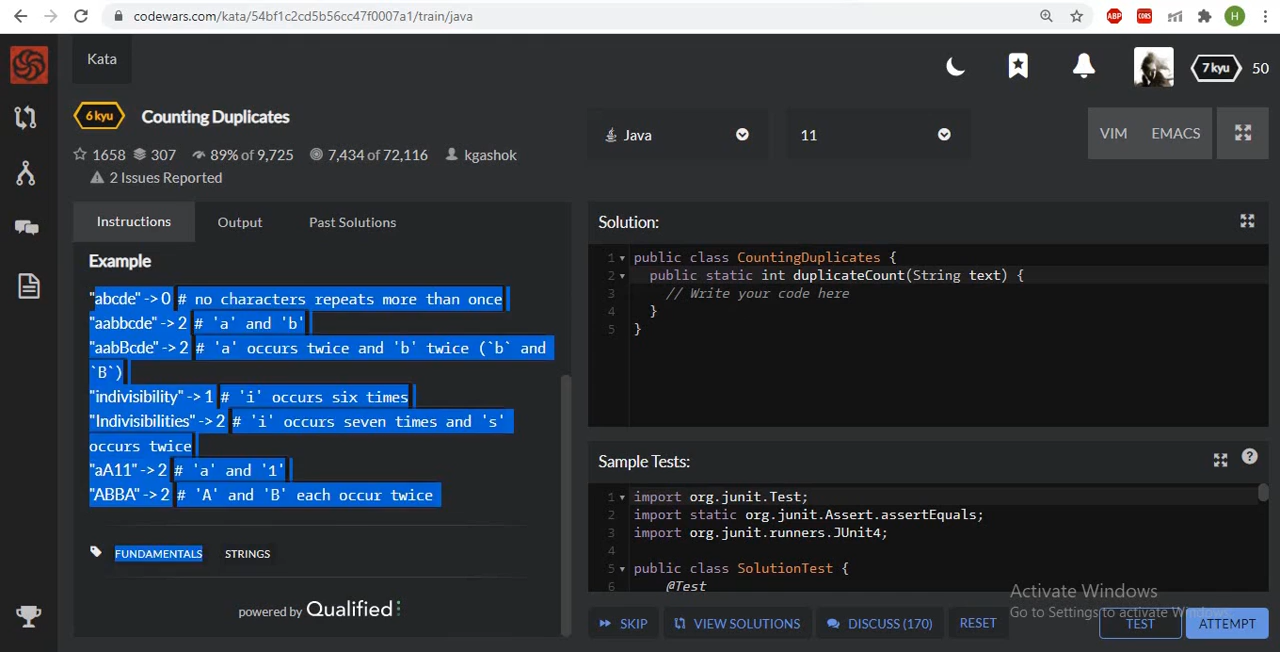 codewars.com/kata/54bf1c2cd5b56cc47f0007a1/train/java
ABP
CORS
H
Kata
7 kyu 50
6 kyu Counting Duplicates
1658 307 89% of 9,725 7,434 of 72,116 kgashok
2 Issues Reported
Java
11
VIM EMACS
Instructions Output Past Solutions
Example
"abcde" -> 0 # no characters repeats more than once
"aabbcde" -> 2 # 'a' and 'b'
"aabBcde" -> 2 # 'a' occurs twice and 'b' twice (`b` and
`B`)
"indivisibility" -> 1 # 'i' occurs six times
"Indivisibilities" -> 2 # 'i' occurs seven times and 's'
occurs twice
"aA11" -> 2 # 'a' and '1'
"ABBA" -> 2 # 'A' and 'B' each occur twice
FUNDAMENTALS STRINGS
powered by Qualified
Solution:
1 public class CountingDuplicates {
2 public static int duplicateCount(String text) {
3 // Write your code here
4 }
5 }
Sample Tests:
1 import org.junit.Test;
2 import static org.junit.Assert.assertEquals;
3 import org.junit.runners.JUnit4;
4
5 public class SolutionTest {
6 @Test
Activate Windows
Go to Settings to activate Windows.
SKIP VIEW SOLUTIONS DISCUSS (170) RESET TEST ATTEMPT